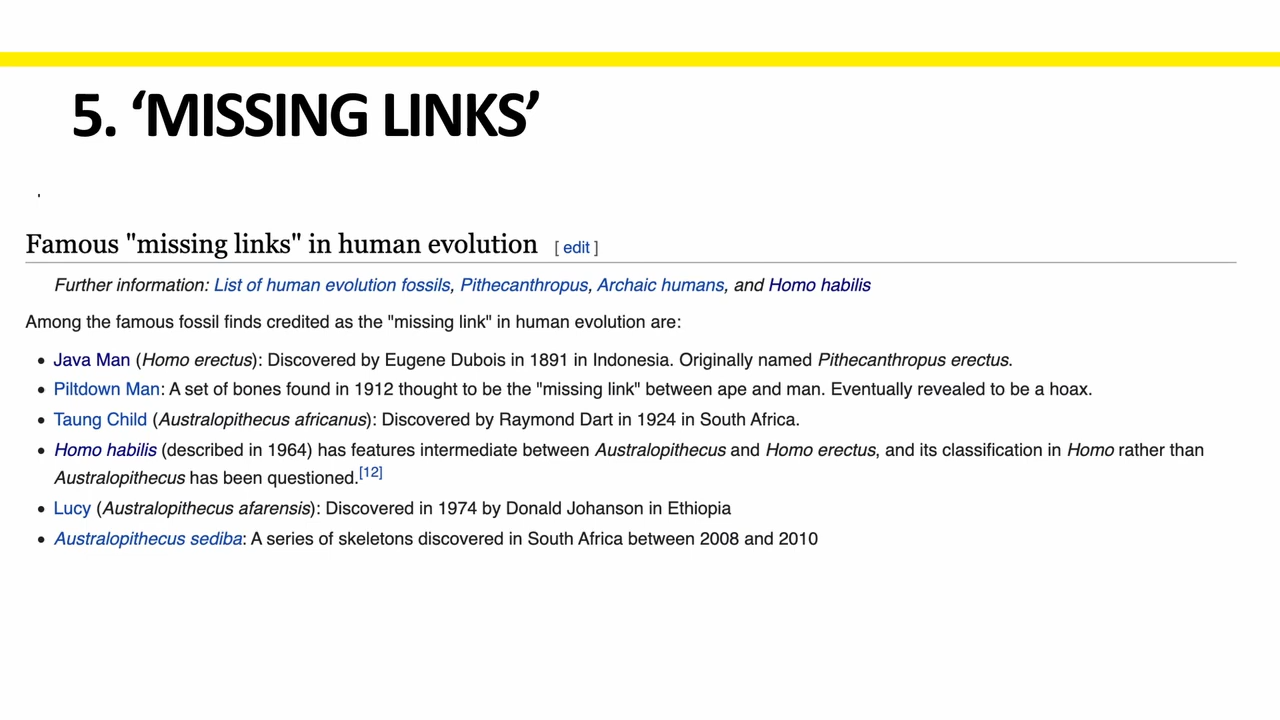 5. ‘MISSING LINKS’
Famous "missing links" in human evolution [ edit ]
Further information: List of human evolution fossils, Pithecanthropus, Archaic humans, and Homo habilis
Among the famous fossil finds credited as the "missing link" in human evolution are:
• Java Man (Homo erectus): Discovered by Eugene Dubois in 1891 in Indonesia. Originally named Pithecanthropus erectus.
• Piltdown Man: A set of bones found in 1912 thought to be the "missing link" between ape and man. Eventually revealed to be a hoax.
• Taung Child (Australopithecus africanus): Discovered by Raymond Dart in 1924 in South Africa.
• Homo habilis (described in 1964) has features intermediate between Australopithecus and Homo erectus, and its classification in Homo rather than
Australopithecus has been questioned.[12]
• Lucy (Australopithecus afarensis): Discovered in 1974 by Donald Johanson in Ethiopia
• Australopithecus sediba: A series of skeletons discovered in South Africa between 2008 and 2010